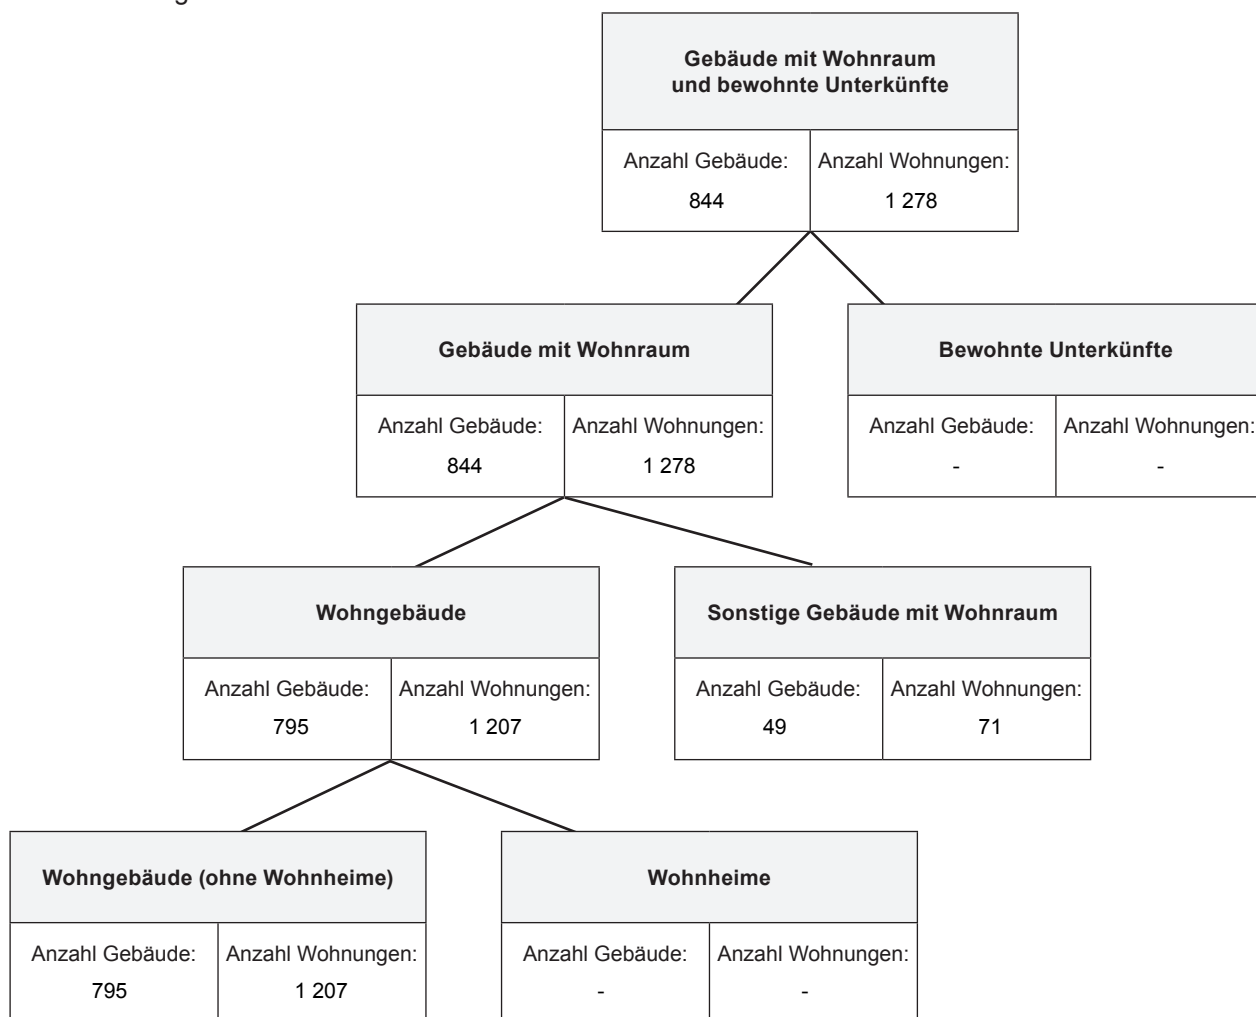 Gebäude mit Wohnraum
und bewohnte Unterkünfte
Anzahl Gebäude: Anzahl Wohnungen:
844 1 278
Gebäude mit Wohnraum
Anzahl Gebäude: Anzahl Wohnungen:
844 1 278
Bewohnte Unterkünfte
Anzahl Gebäude: Anzahl Wohnungen:
- -
Wohngebäude
Anzahl Gebäude: Anzahl Wohnungen:
795 1 207
Sonstige Gebäude mit Wohnraum
Anzahl Gebäude: Anzahl Wohnungen:
49 71
Wohngebäude (ohne Wohnheime)
Anzahl Gebäude: Anzahl Wohnungen:
795 1 207
Wohnheime
Anzahl Gebäude: Anzahl Wohnungen:
- -